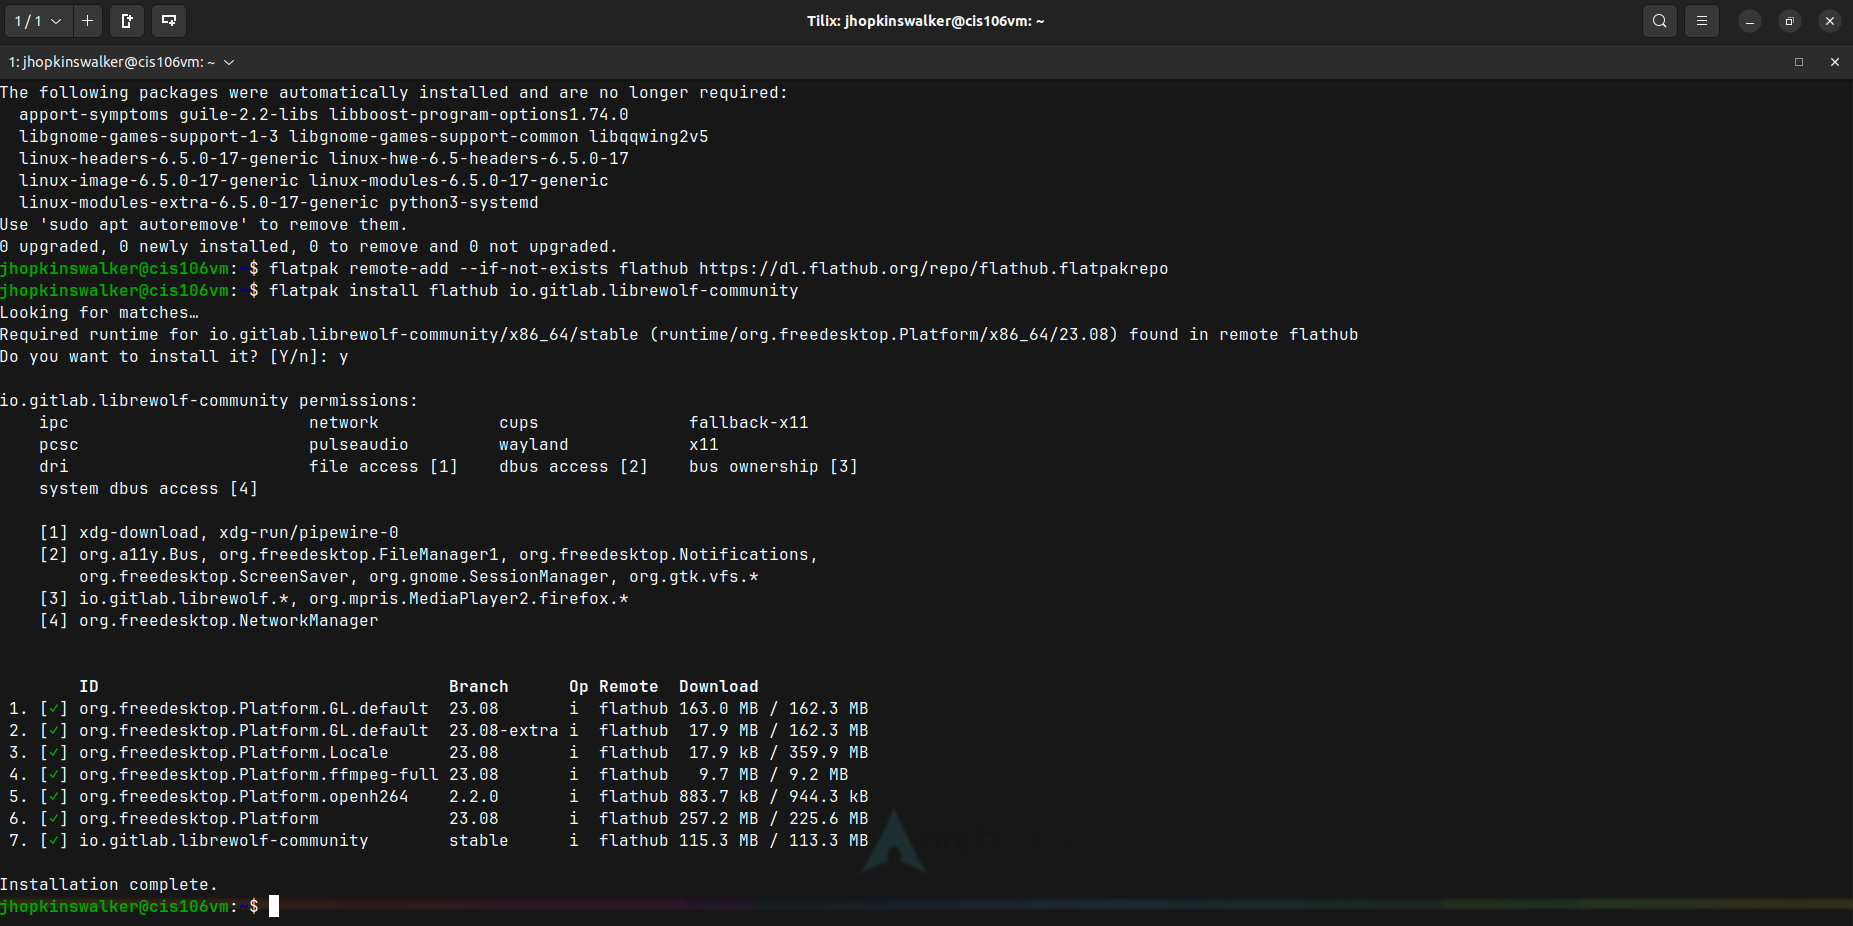 1 / 1
Tilix: jhopkinswalker@cis106vm: ~
1: jhopkinswalker@cis106vm: ~
The following packages were automatically installed and are no longer required:
  apport-symptoms guile-2.2-libs libboost-program-options1.74.0
  libgnome-games-support-1-3 libgnome-games-support-common libqqwing2v5
  linux-headers-6.5.0-17-generic linux-hwe-6.5-headers-6.5.0-17
  linux-image-6.5.0-17-generic linux-modules-6.5.0-17-generic
  linux-modules-extra-6.5.0-17-generic python3-systemd
Use 'sudo apt autoremove' to remove them.
0 upgraded, 0 newly installed, 0 to remove and 0 not upgraded.
jhopkinswalker@cis106vm:~$ flatpak remote-add --if-not-exists flathub https://dl.flathub.org/repo/flathub.flatpakrepo
jhopkinswalker@cis106vm:~$ flatpak install flathub io.gitlab.librewolf-community
Looking for matches…
Required runtime for io.gitlab.librewolf-community/x86_64/stable (runtime/org.freedesktop.Platform/x86_64/23.08) found in remote flathub
Do you want to install it? [Y/n]: y
io.gitlab.librewolf-community permissions:
    ipc                        network            cups               fallback-x11
    pcsc                       pulseaudio         wayland            x11
    dri                        file access [1]    dbus access [2]    bus ownership [3]
    system dbus access [4]
    [1] xdg-download, xdg-run/pipewire-0
    [2] org.a11y.Bus, org.freedesktop.FileManager1, org.freedesktop.Notifications,
        org.freedesktop.ScreenSaver, org.gnome.SessionManager, org.gtk.vfs.*
    [3] io.gitlab.librewolf.*, org.mpris.MediaPlayer2.firefox.*
    [4] org.freedesktop.NetworkManager
        ID                                   Branch      Op Remote  Download
 1. [✓] org.freedesktop.Platform.GL.default  23.08       i  flathub 163.0 MB / 162.3 MB
 2. [✓] org.freedesktop.Platform.GL.default  23.08-extra i  flathub  17.9 MB / 162.3 MB
 3. [✓] org.freedesktop.Platform.Locale      23.08       i  flathub  17.9 kB / 359.9 MB
 4. [✓] org.freedesktop.Platform.ffmpeg-full 23.08       i  flathub   9.7 MB / 9.2 MB
 5. [✓] org.freedesktop.Platform.openh264    2.2.0       i  flathub 883.7 kB / 944.3 kB
 6. [✓] org.freedesktop.Platform             23.08       i  flathub 257.2 MB / 225.6 MB
 7. [✓] io.gitlab.librewolf-community        stable      i  flathub 115.3 MB / 113.3 MB
Installation complete.
jhopkinswalker@cis106vm:~$